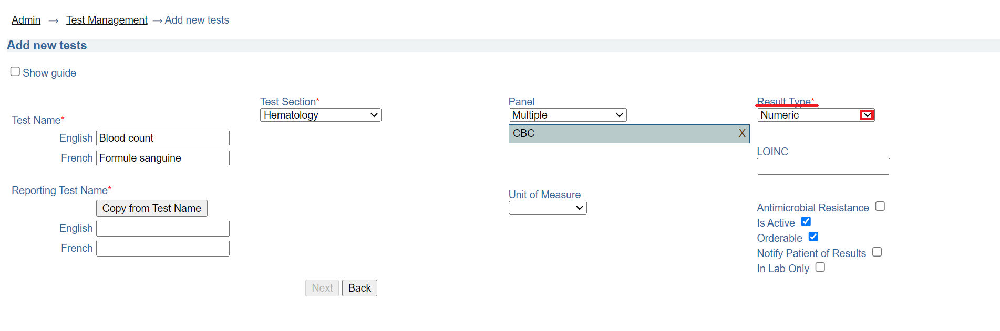 Admin → Test Management → Add new tests
Add new tests
Show guide
Test Name*
English Blood count
French Formule sanguine
Reporting Test Name*
Copy from Test Name
English
French
Test Section*
Hematology
Panel
Multiple
CBC X
Unit of Measure
Result Type*
Numeric
LOINC
Antimicrobial Resistance
Is Active
Orderable
Notify Patient of Results
In Lab Only
Next Back